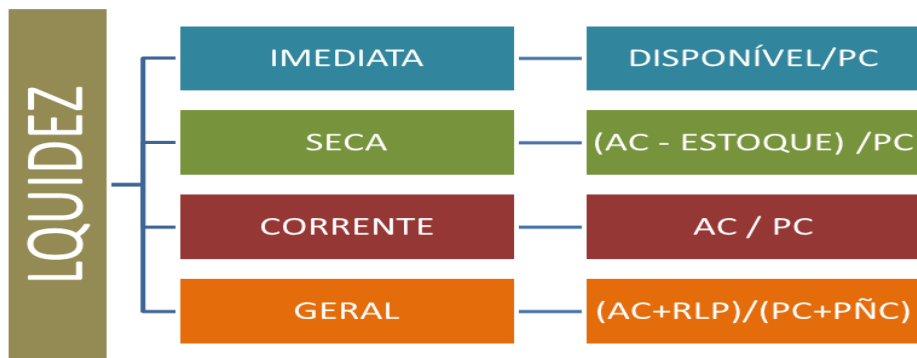 LQUIDEZ
IMEDIATA
DISPONÍVEL/PC
SECA
(AC - ESTOQUE) /PC
CORRENTE
AC / PC
GERAL
(AC+RLP)/(PC+PÑC)